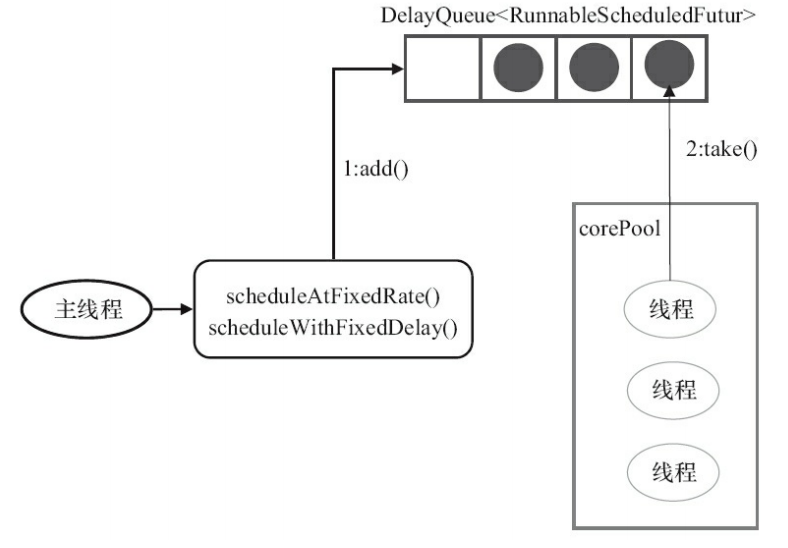 DelayQueue<RunnableScheduledFutur>
1:add()
2:take()
corePool
主线程
scheduleAtFixedRate()
scheduleWithFixedDelay()
线程
线程
线程